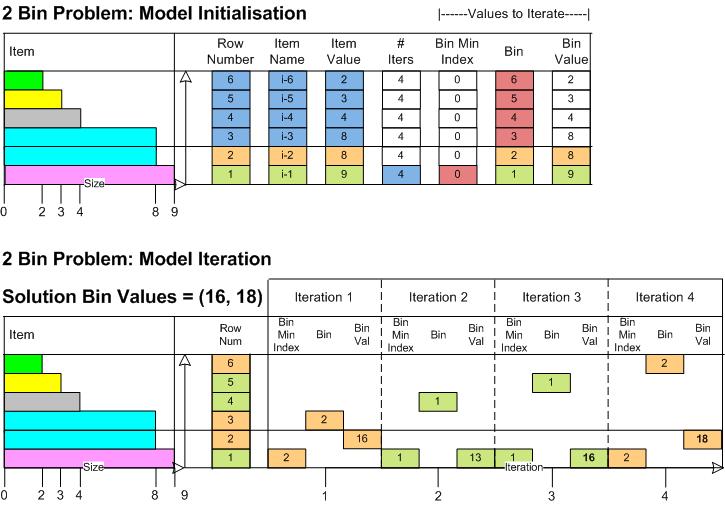 2 Bin Problem: Model Initialisation
|------Values to Iterate-----|
Item
Row Number
Item Name
Item Value
# Iters
Bin Min Index
Bin
Bin Value
6 i-6 2 4 0 6 2
5 i-5 3 4 0 5 3
4 i-4 4 4 0 4 4
3 i-3 8 4 0 3 8
2 i-2 8 4 0 2 8
1 i-1 9 4 0 1 9
Size
0 2 3 4 8 9
2 Bin Problem: Model Iteration
Solution Bin Values = (16, 18)
Iteration 1 Iteration 2 Iteration 3 Iteration 4
Item
Row Num
Bin Min Index
Bin
Bin Val
Bin Min Index
Bin
Bin Val
Bin Min Index
Bin
Bin Val
Bin Min Index
Bin
Bin Val
6 2
5 1
4 1
3 2
2 16 18
1 2 1 13 1 16 2
Size
Iteration
0 2 3 4 8 9 1 2 3 4